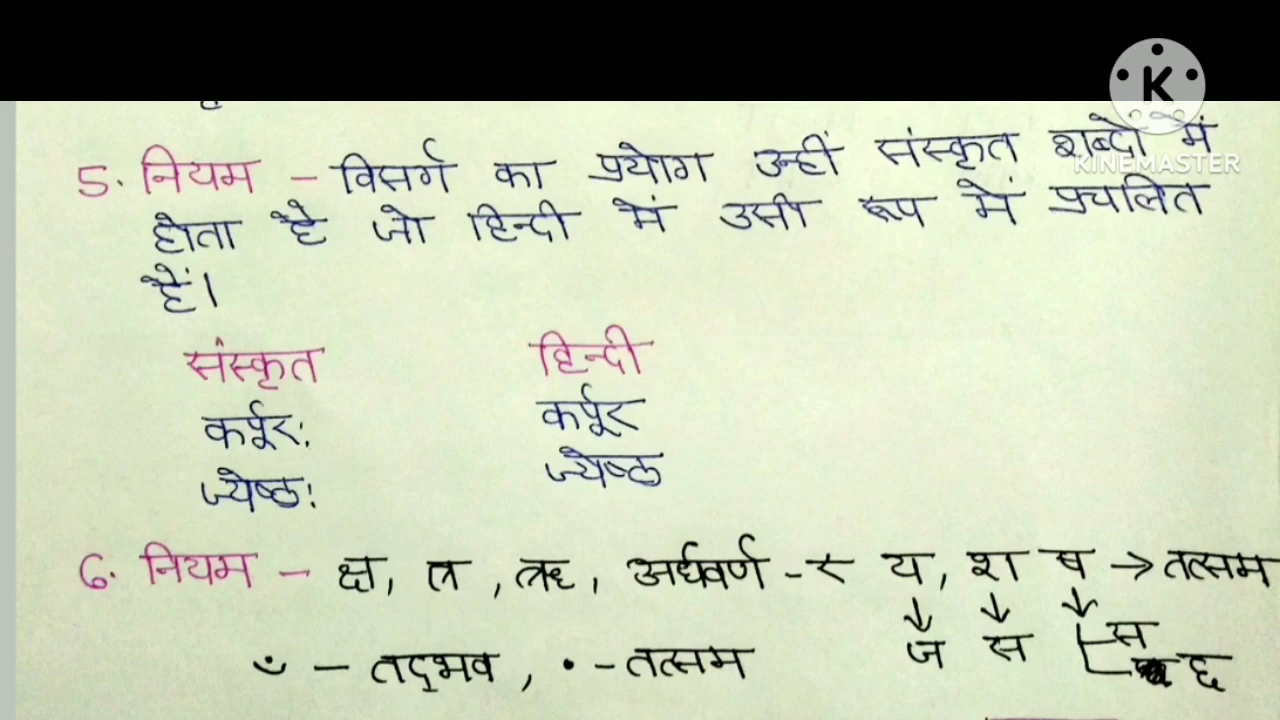 K
KINEMASTER
5. नियम - विसर्ग का प्रयोग उन्हीं संस्कृत शब्दों में
होता है जो हिन्दी में उसी रूप में प्रचलित
हैं।
संस्कृत हिन्दी
कर्पूर: कर्पूर
ज्येष्ठ: ज्येष्ठ
6. नियम - क्ष, त्र, ऋ, अर्धवर्ण - र् य, श ष → तत्सम
↓ ↓ ↓
ज स स
छ
ँ - तद्भव, • - तत्सम